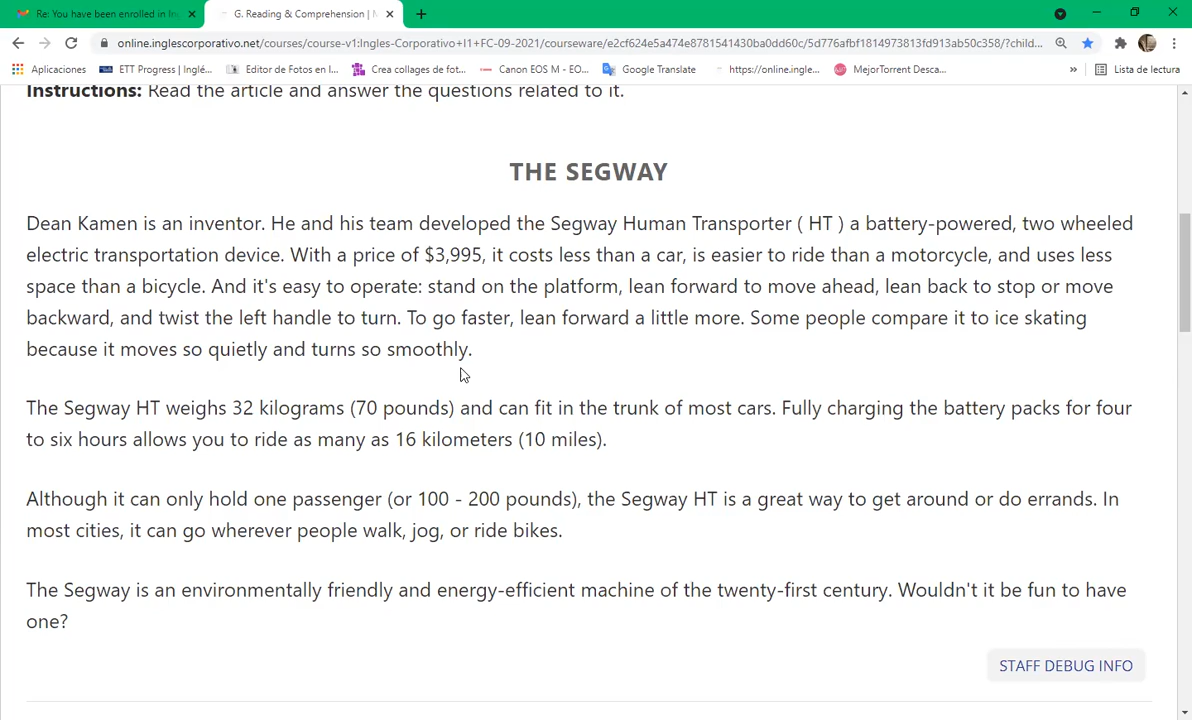 Re: You have been enrolled in In
G. Reading & Comprehension |
online.inglescorporativo.net/courses/course-v1:Ingles-Corporativo+I1+FC-09-2021/courseware/e2cf624e5a474e8781541430ba0dd60c/5d776afbf1814973813fd913ab50c358/?child...
Aplicaciones
ETT Progress | Inglé...
Editor de Fotos en l...
Crea collages de fot...
Canon EOS M - EO...
Google Translate
https://online.ingle...
MejorTorrent Desca...
»
Lista de lectura
Instructions: Read the article and answer the questions related to it.
THE SEGWAY
Dean Kamen is an inventor. He and his team developed the Segway Human Transporter ( HT ) a battery-powered, two wheeled
electric transportation device. With a price of $3,995, it costs less than a car, is easier to ride than a motorcycle, and uses less
space than a bicycle. And it's easy to operate: stand on the platform, lean forward to move ahead, lean back to stop or move
backward, and twist the left handle to turn. To go faster, lean forward a little more. Some people compare it to ice skating
because it moves so quietly and turns so smoothly.
The Segway HT weighs 32 kilograms (70 pounds) and can fit in the trunk of most cars. Fully charging the battery packs for four
to six hours allows you to ride as many as 16 kilometers (10 miles).
Although it can only hold one passenger (or 100 - 200 pounds), the Segway HT is a great way to get around or do errands. In
most cities, it can go wherever people walk, jog, or ride bikes.
The Segway is an environmentally friendly and energy-efficient machine of the twenty-first century. Wouldn't it be fun to have
one?
STAFF DEBUG INFO